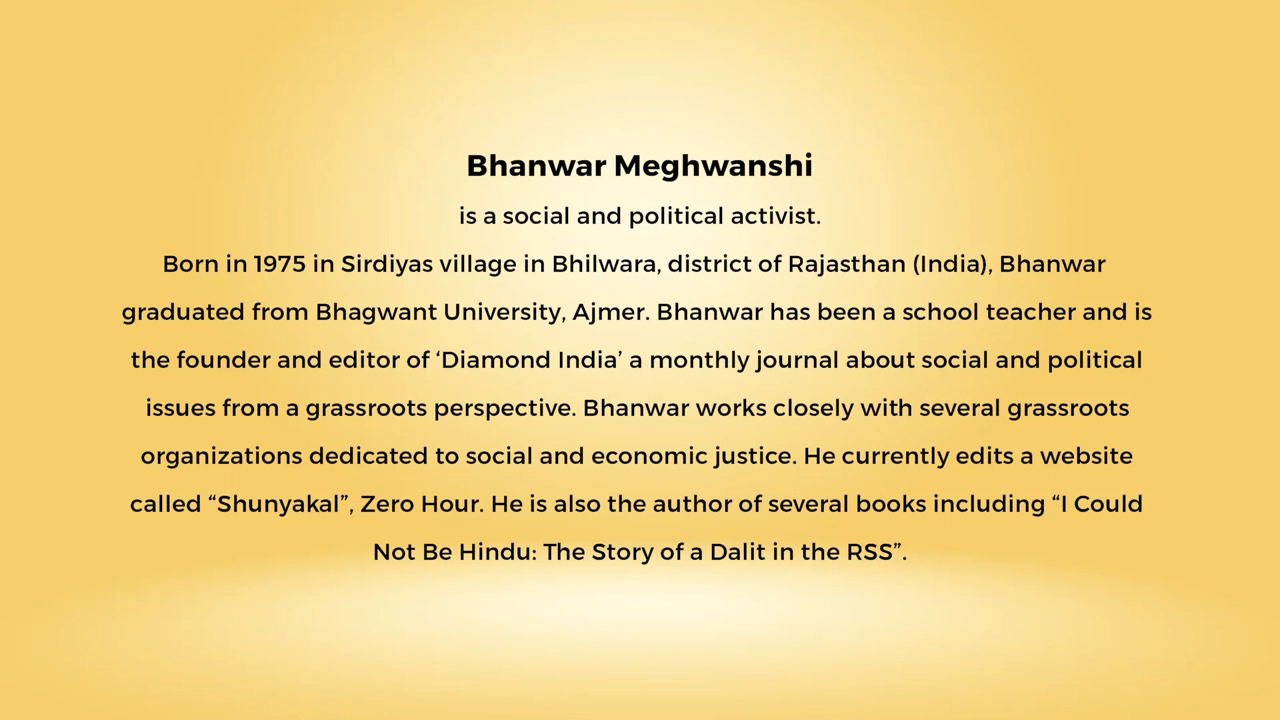 Bhanwar Meghwanshi
is a social and political activist.
Born in 1975 in Sirdiyas village in Bhilwara, district of Rajasthan (India), Bhanwar
graduated from Bhagwant University, Ajmer. Bhanwar has been a school teacher and is
the founder and editor of ‘Diamond India’ a monthly journal about social and political
issues from a grassroots perspective. Bhanwar works closely with several grassroots
organizations dedicated to social and economic justice. He currently edits a website
called “Shunyakal”, Zero Hour. He is also the author of several books including “I Could
Not Be Hindu: The Story of a Dalit in the RSS”.